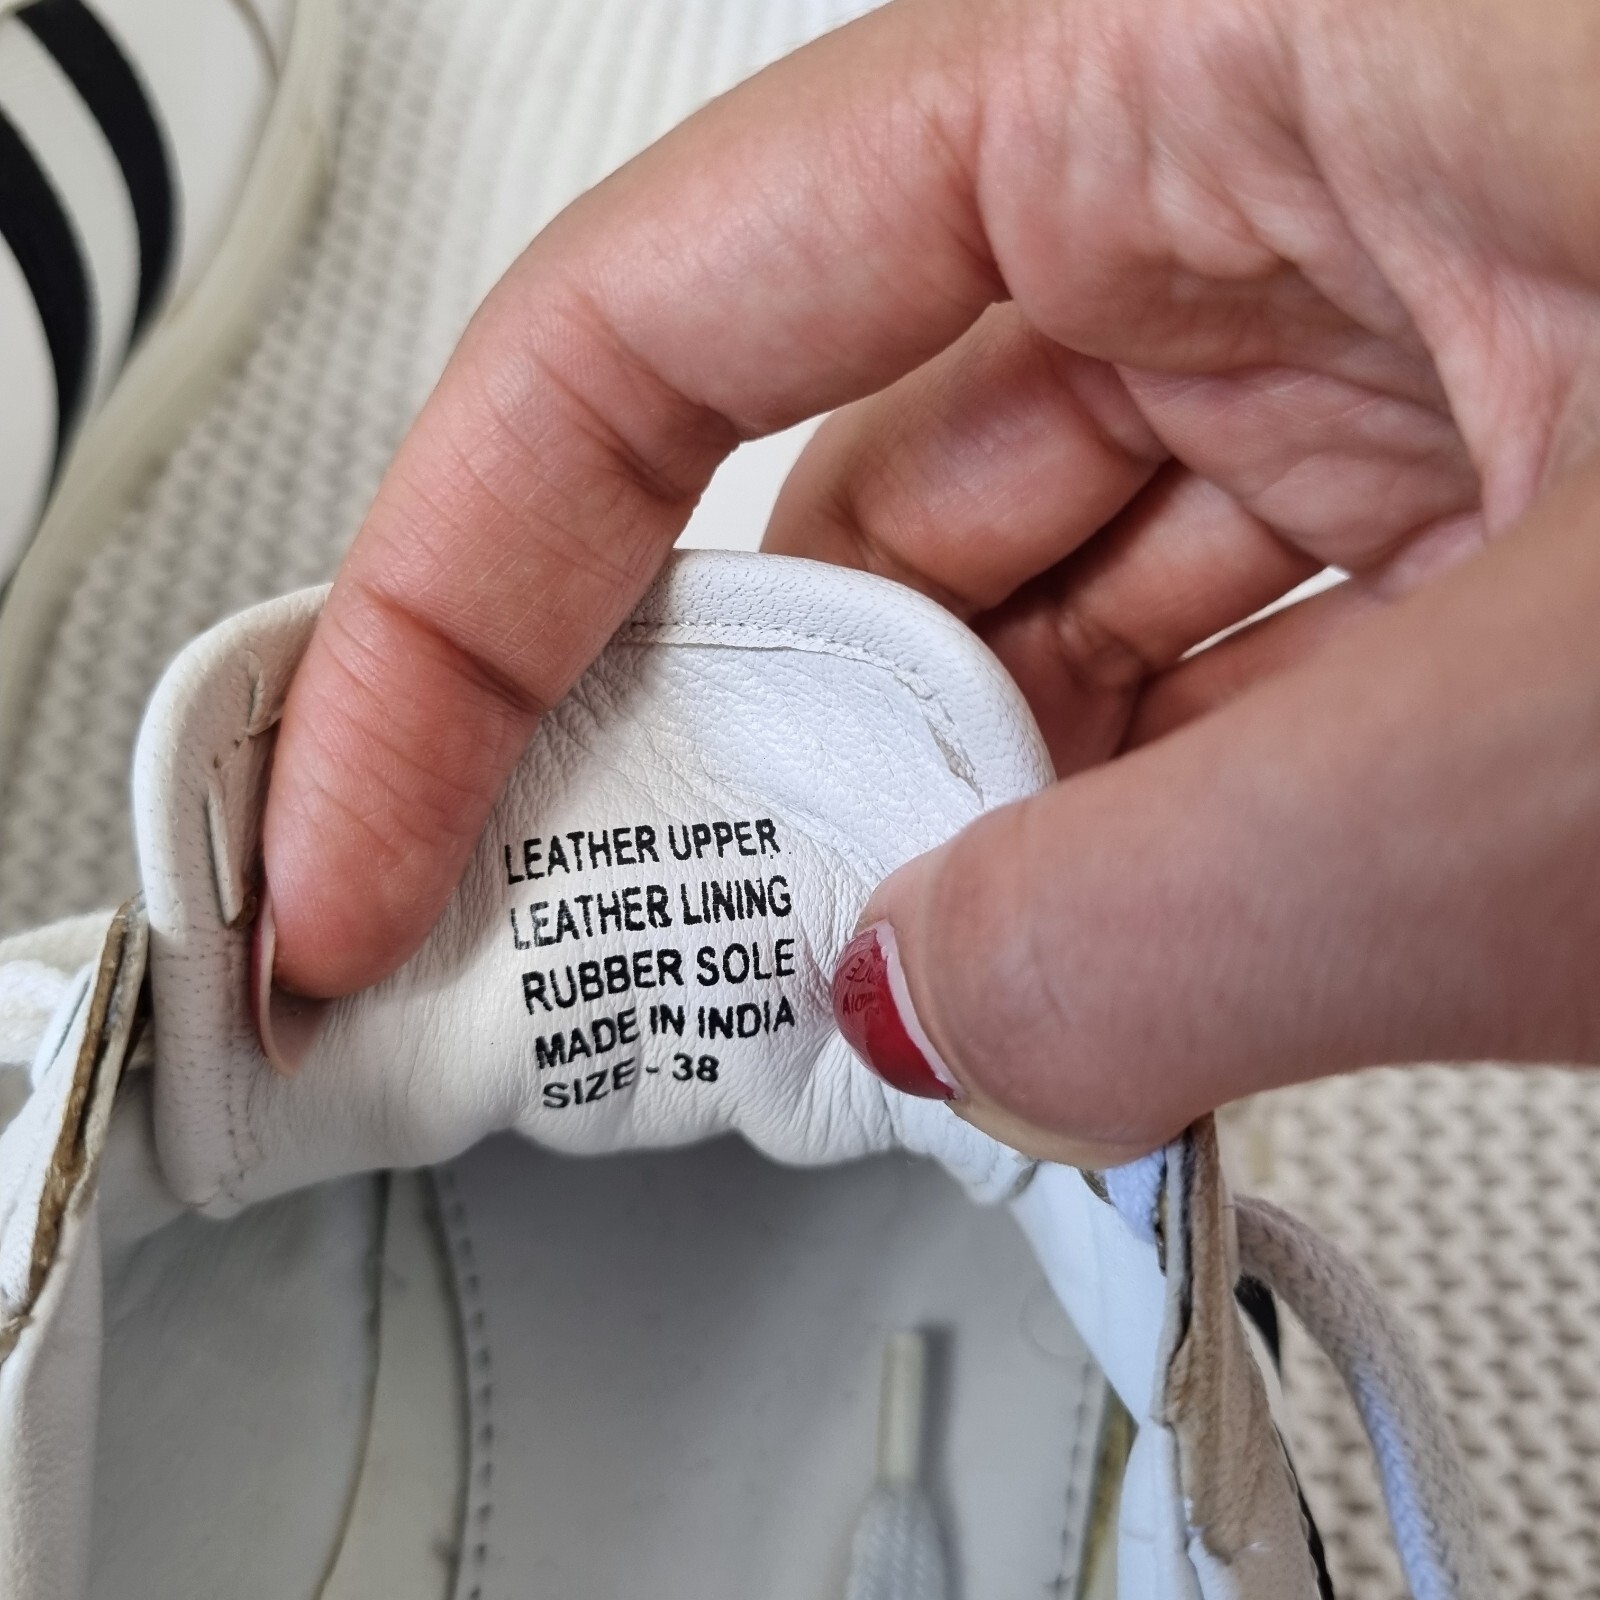 LEATHER UPPER
LEATHER LINING
RUBBER SOLE
MADE IN INDIA
SIZE - 38